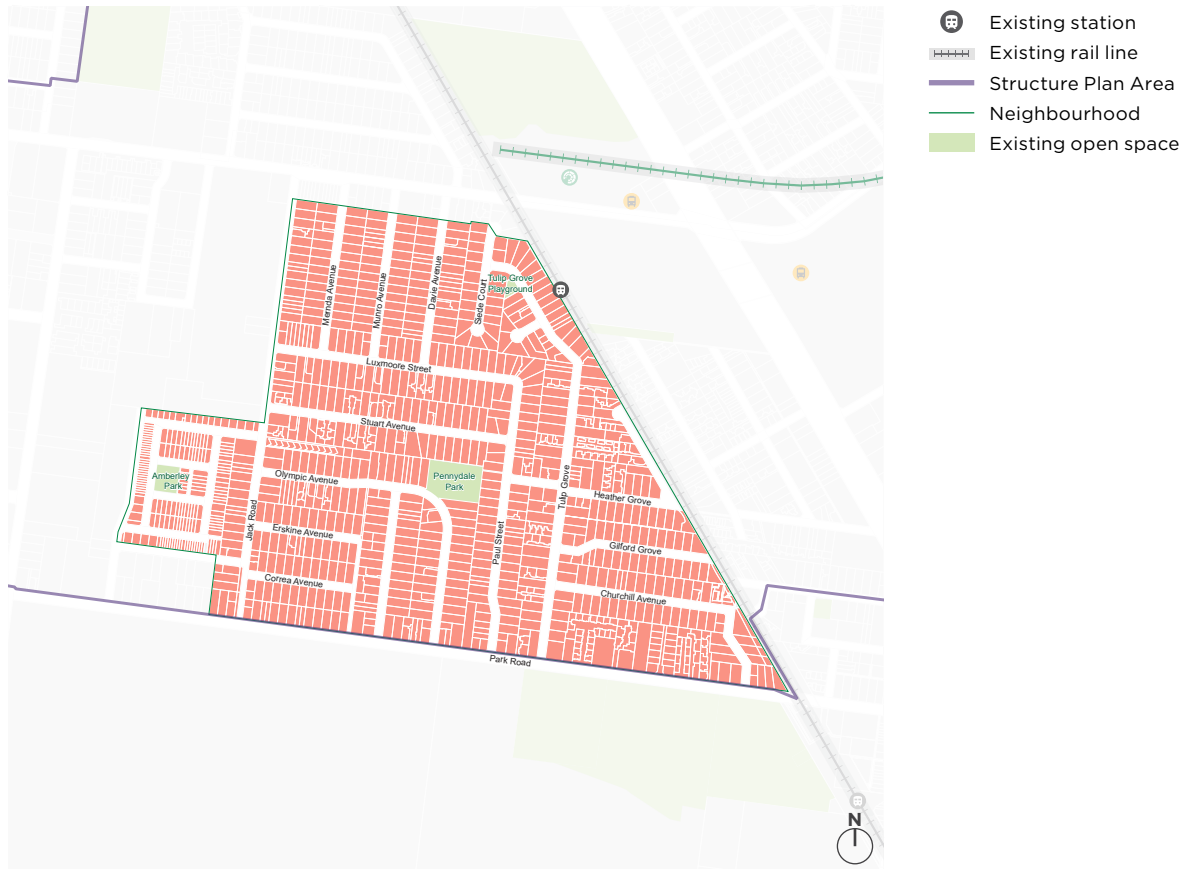 Existing station
Existing rail line
Structure Plan Area
Neighbourhood
Existing open space
Tulip Grove
Playground
Merinda Avenue
Munro Avenue
Davie Avenue
Siede Court
Luxmoore Street
Stuart Avenue
Olympic Avenue
Pennydale
Park
Amberley
Park
Jack Road
Erskine Avenue
Correa Avenue
Paul Street
Tulip Grove
Heather Grove
Gilford Grove
Churchill Avenue
Park Road
N